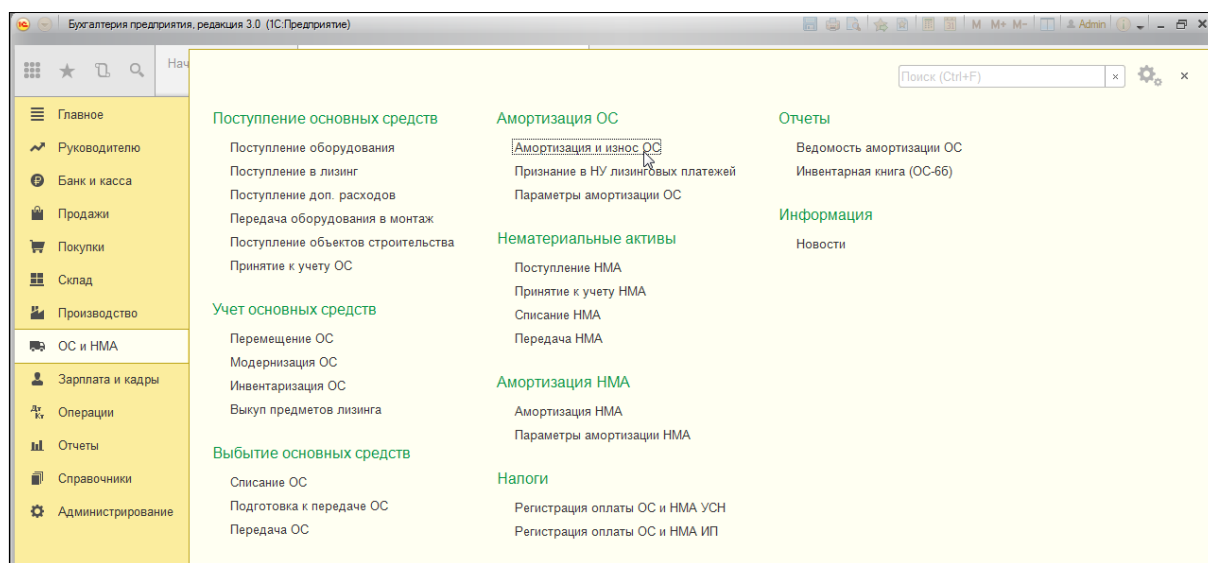 Бухгалтерия предприятия, редакция 3.0 (1С:Предприятие)
M M+ M- Admin
Нач
Поиск (Ctrl+F)
Главное
Руководителю
Банк и касса
Продажи
Покупки
Склад
Производство
ОС и НМА
Зарплата и кадры
Операции
Отчеты
Справочники
Администрирование
Поступление основных средств
Поступление оборудования
Поступление в лизинг
Поступление доп. расходов
Передача оборудования в монтаж
Поступление объектов строительства
Принятие к учету ОС
Учет основных средств
Перемещение ОС
Модернизация ОС
Инвентаризация ОС
Выкуп предметов лизинга
Выбытие основных средств
Списание ОС
Подготовка к передаче ОС
Передача ОС
Амортизация ОС
Амортизация и износ ОС
Признание в НУ лизинговых платежей
Параметры амортизации ОС
Нематериальные активы
Поступление НМА
Принятие к учету НМА
Списание НМА
Передача НМА
Амортизация НМА
Амортизация НМА
Параметры амортизации НМА
Налоги
Регистрация оплаты ОС и НМА УСН
Регистрация оплаты ОС и НМА ИП
Отчеты
Ведомость амортизации ОС
Инвентарная книга (ОС-6б)
Информация
Новости